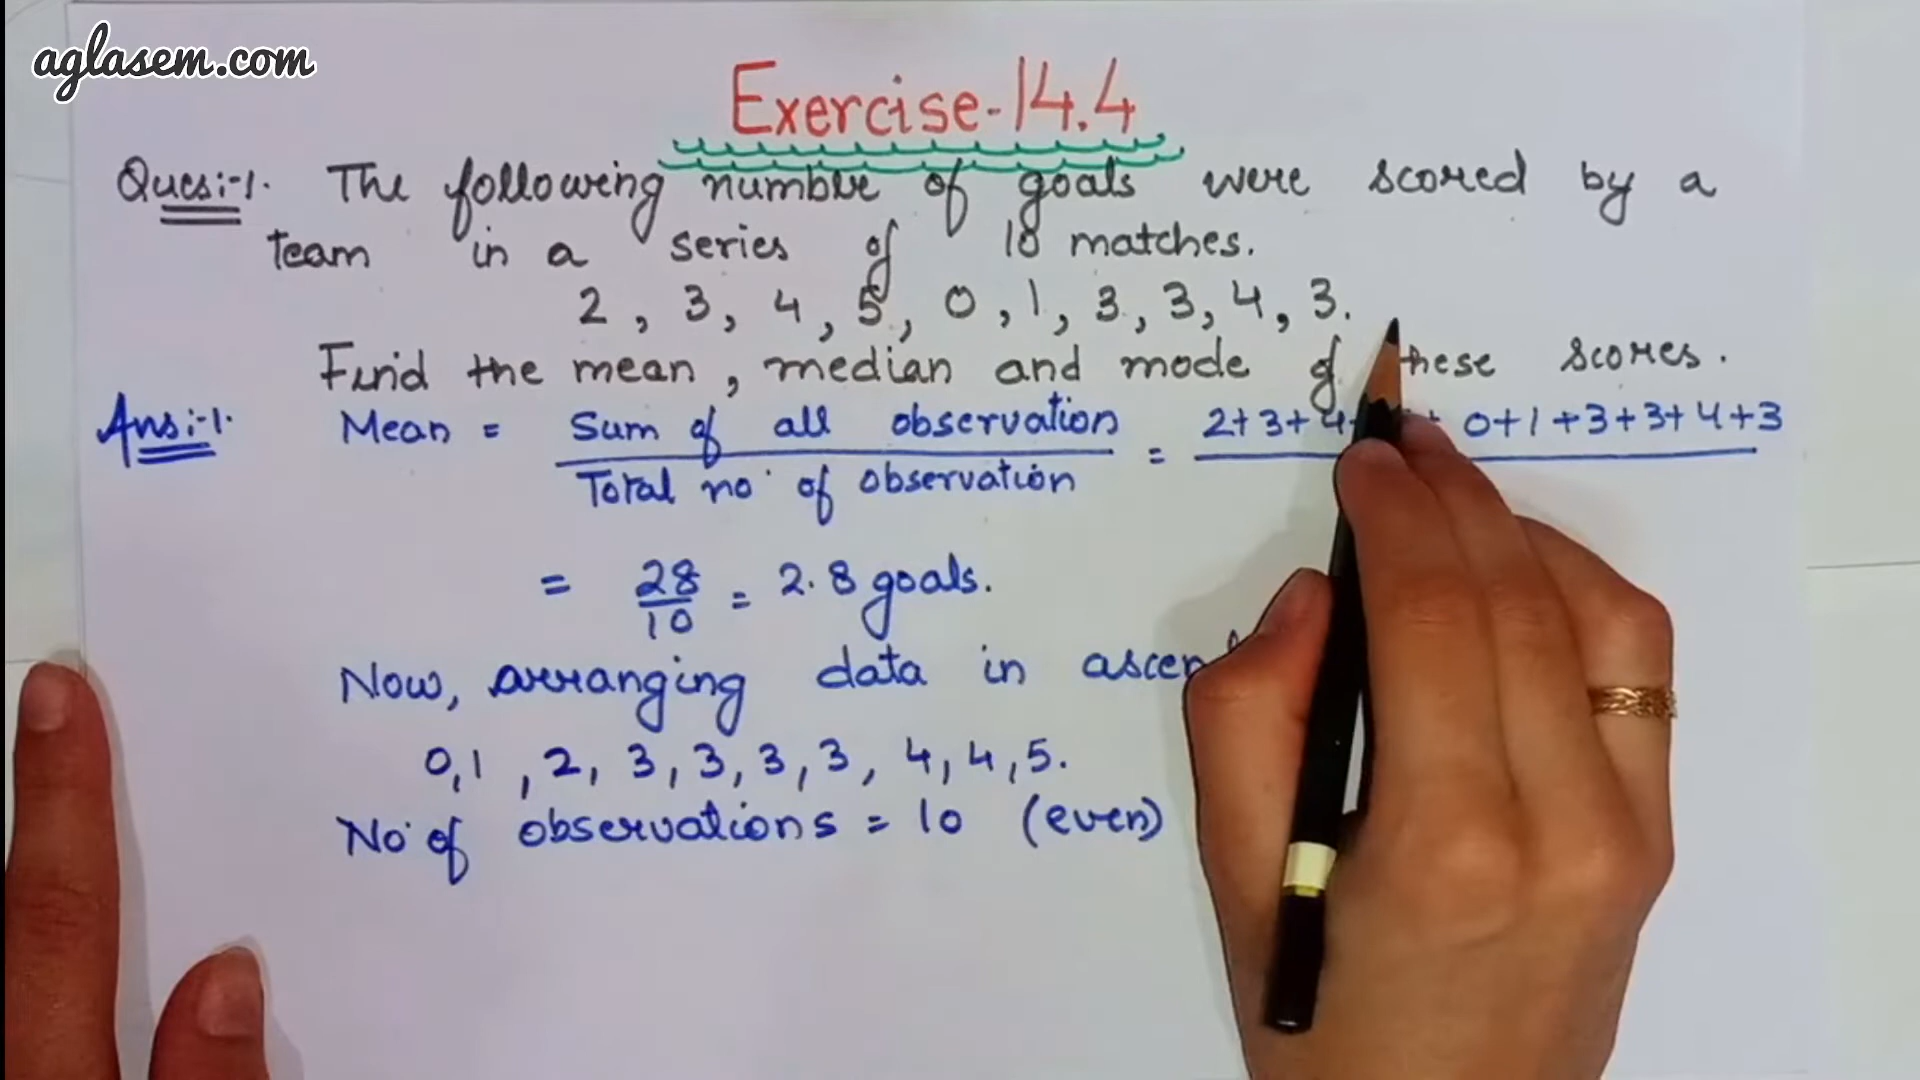 aglasem.com
Exercise-14.4
Ques:-1. The following number of goals were scored by a
team in a series of 10 matches.
2, 3, 4, 5, 0, 1, 3, 3, 4, 3.
Find the mean, median and mode of these scores.
Ans:-1. Mean = Sum of all observation / Total no. of observation = 2+3+4+ + 0+1+3+3+4+3
= 28/10 = 2.8 goals.
Now, arranging data in
0,1, 2, 3, 3, 3, 3, 4, 4, 5.
No. of observations = 10 (even)